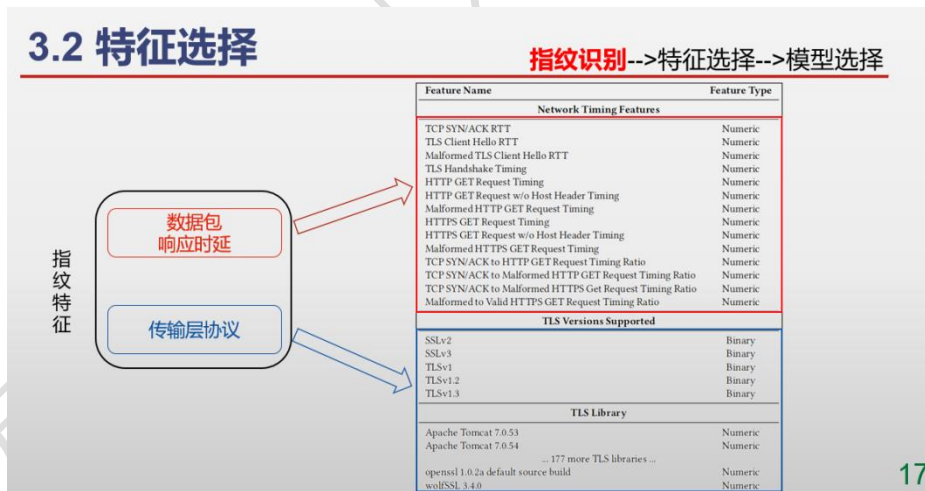 3.2 特征选择
指纹识别-->特征选择-->模型选择
Feature Name Feature Type
Network Timing Features
TCP SYN/ACK RTT Numeric
TLS Client Hello RTT Numeric
Malformed TLS Client Hello RTT Numeric
TLS Handshake Timing Numeric
HTTP GET Request Timing Numeric
HTTP GET Request w/o Host Header Timing Numeric
Malformed HTTP GET Request Timing Numeric
HTTPS GET Request Timing Numeric
HTTPS GET Request w/o Host Header Timing Numeric
Malformed HTTPS GET Request Timing Numeric
TCP SYN/ACK to HTTP GET Request Timing Ratio Numeric
TCP SYN/ACK to Malformed HTTP GET Request Timing Ratio Numeric
TCP SYN/ACK to Malformed HTTPS Get Request Timing Ratio Numeric
Malformed to Valid HTTPS GET Request Timing Ratio Numeric
TLS Versions Supported
SSLv2 Binary
SSLv3 Binary
TLSv1 Binary
TLSv1.2 Binary
TLSv1.3 Binary
TLS Library
Apache Tomcat 7.0.53 Numeric
Apache Tomcat 7.0.54 Numeric
... 177 more TLS libraries ...
openssl 1.0.2a default source build Numeric
wolfSSL 3.4.0 Numeric
指纹特征
数据包
响应时延
传输层协议
17